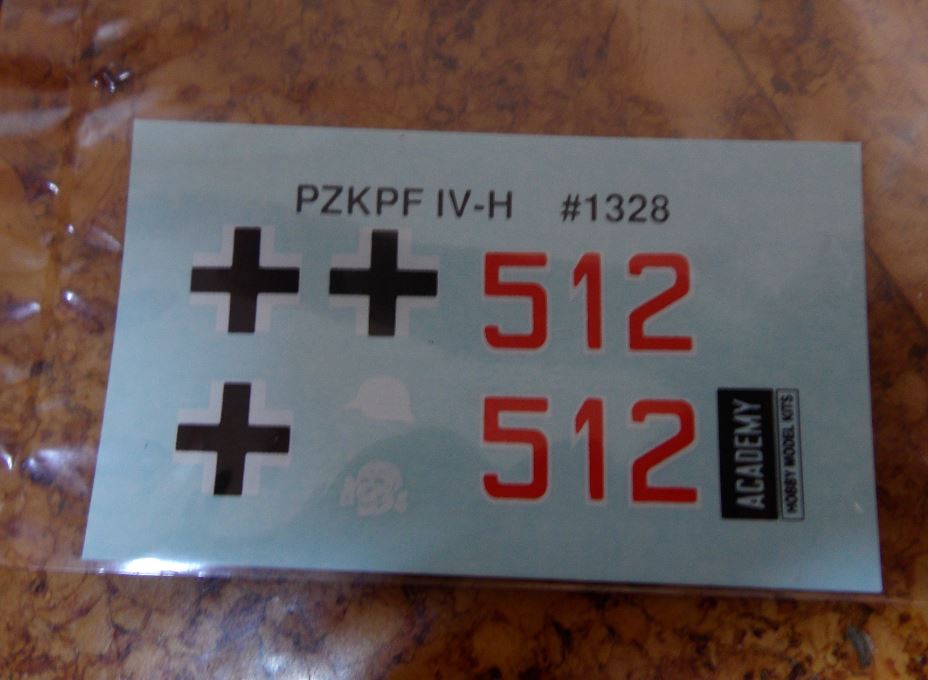 PZKPF IV-H #1328
512
512
ACADEMY
HOBBY MODEL KITS